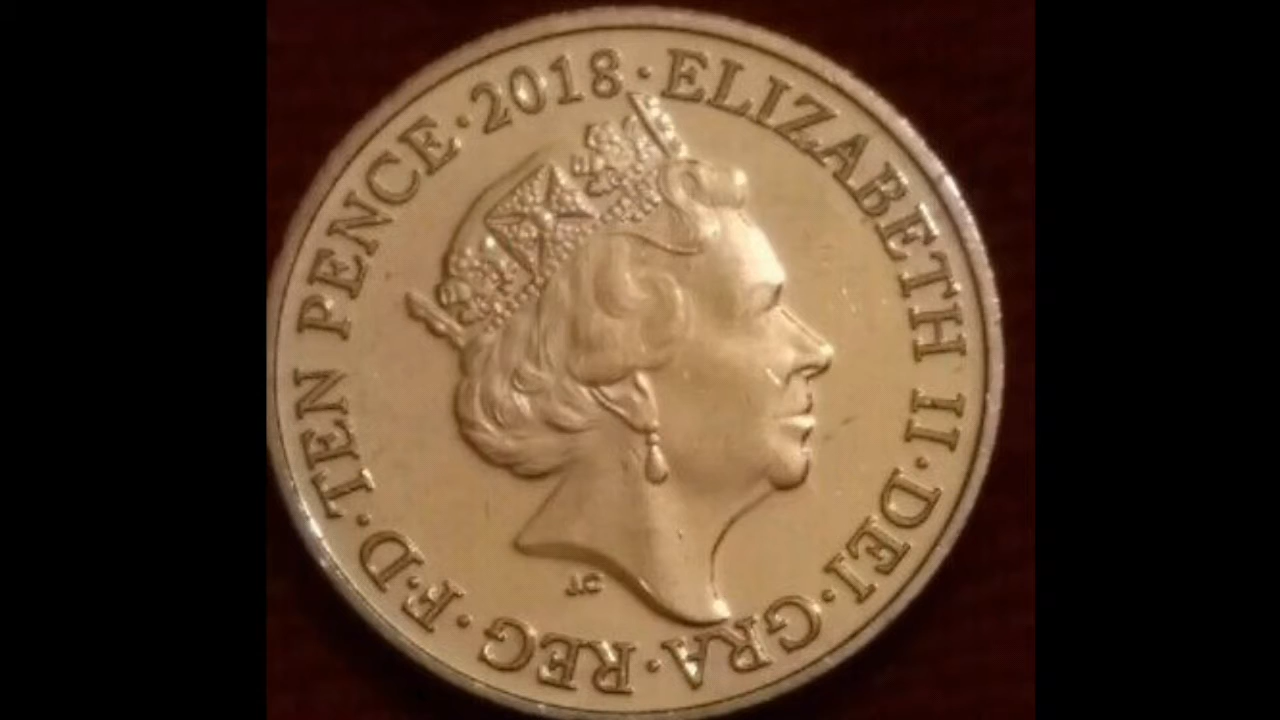 ELIZABETH II · DEI · GRA · REG · F · D · TEN PENCE · 2018 ·
JC